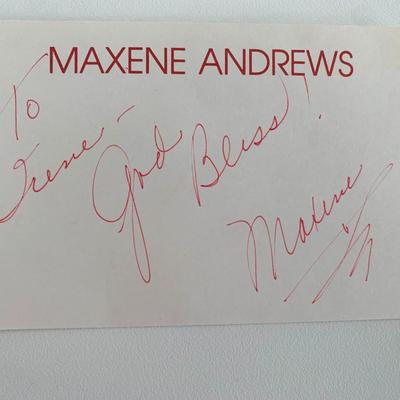 MAXENE ANDREWS
To
Irene -
God Bless!
Maxene